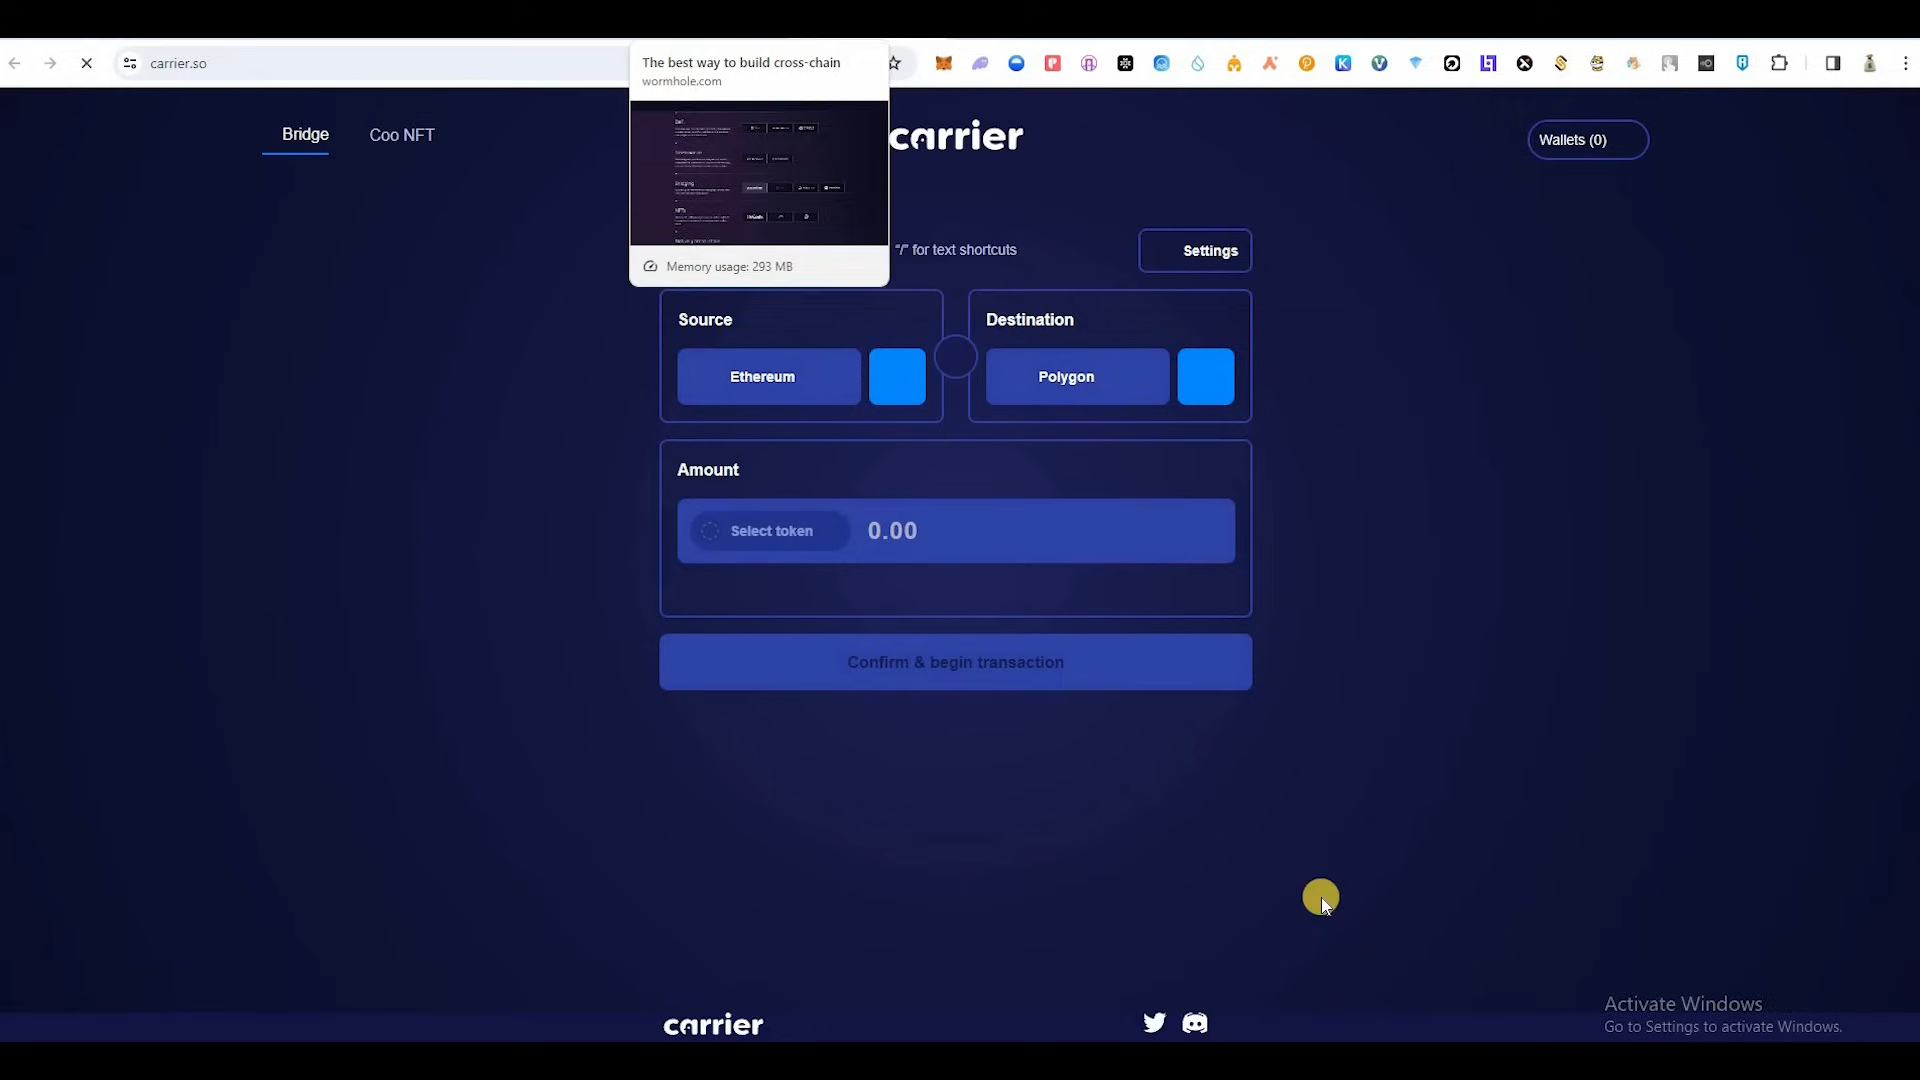 carrier.so
The best way to build cross-chain
wormhole.com
Memory usage: 293 MB
Bridge
Coo NFT
carrier
Wallets (0)
"/" for text shortcuts
Settings
Source
Destination
Ethereum
Polygon
Amount
Select token
0.00
Confirm & begin transaction
carrier
Activate Windows
Go to Settings to activate Windows.